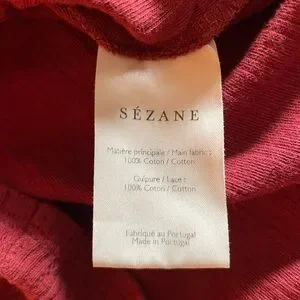 SÉZANE
Matière principale / Main fabric :
100% Coton / Cotton
Guipure / Lace :
100% Coton / Cotton
Fabriqué au Portugal
Made in Portugal